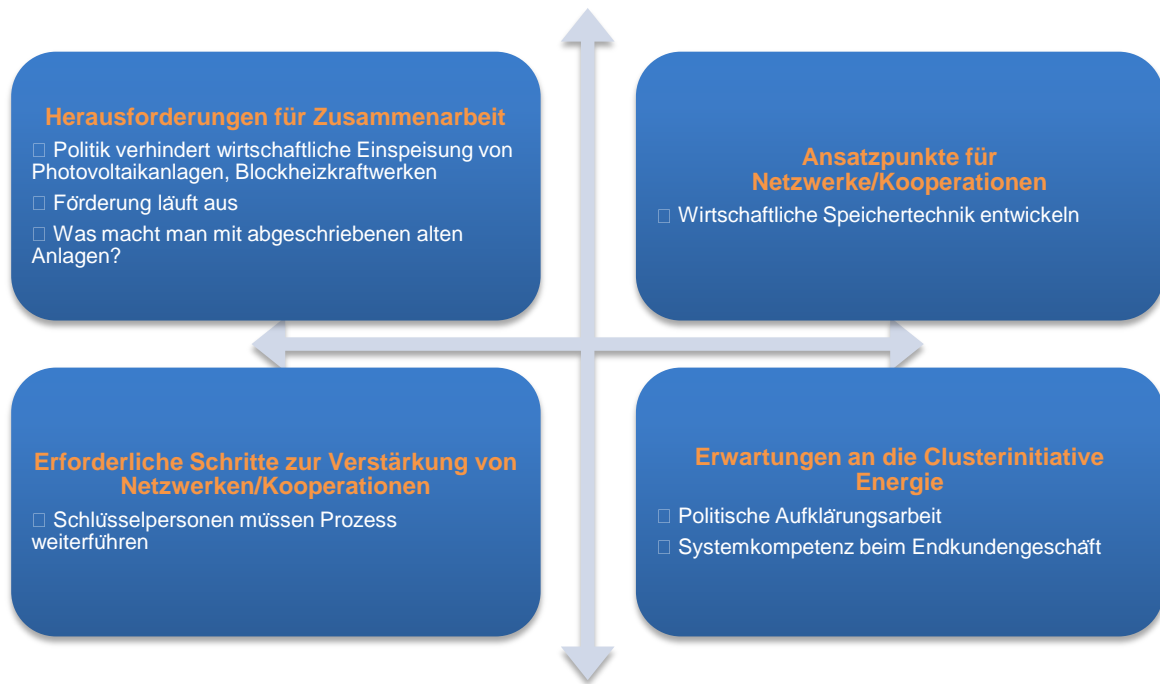 Herausforderungen für Zusammenarbeit
□ Politik verhindert wirtschaftliche Einspeisung von
Photovoltaikanlagen, Blockheizkraftwerken
□ Förderung läuft aus
□ Was macht man mit abgeschriebenen alten
Anlagen?
Ansatzpunkte für
Netzwerke/Kooperationen
□ Wirtschaftliche Speichertechnik entwickeln
Erforderliche Schritte zur Verstärkung von
Netzwerken/Kooperationen
□ Schlüsselpersonen müssen Prozess
weiterführen
Erwartungen an die Clusterinitiative
Energie
□ Politische Aufklärungsarbeit
□ Systemkompetenz beim Endkundengeschäft